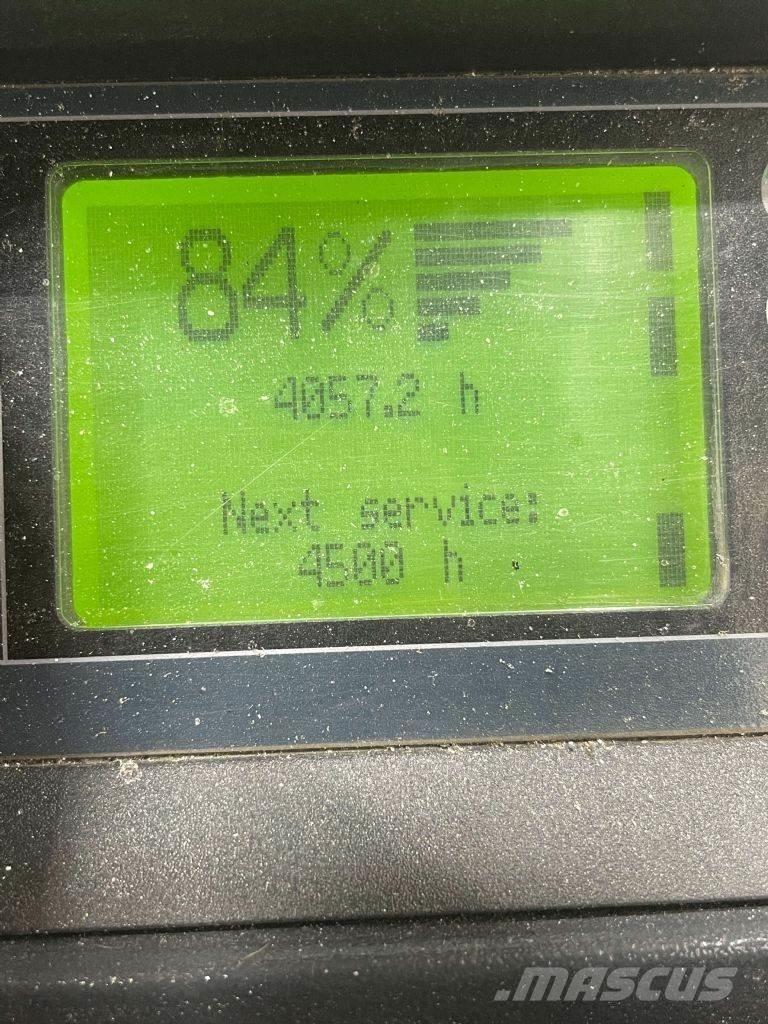 84%
4057.2 h
Next service:
4500 h
.MASCUS